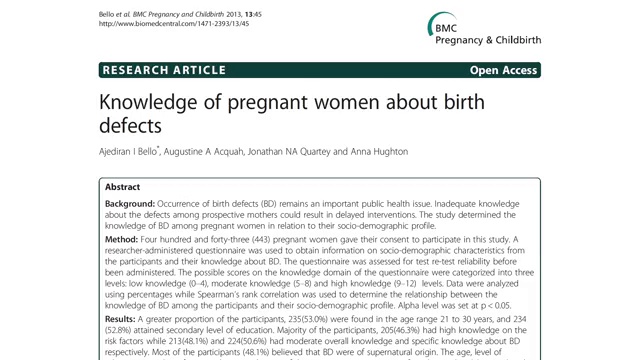 Bello et al. BMC Pregnancy and Childbirth 2013, 13:45
http://www.biomedcentral.com/1471-2393/13/45
BMC
Pregnancy & Childbirth
RESEARCH ARTICLE
Open Access
Knowledge of pregnant women about birth
defects
Ajediran I Bello*, Augustine A Acquah, Jonathan NA Quartey and Anna Hughton
Abstract
Background: Occurrence of birth defects (BD) remains an important public health issue. Inadequate knowledge
about the defects among prospective mothers could result in delayed interventions. The study determined the
knowledge of BD among pregnant women in relation to their socio-demographic profile.
Method: Four hundred and forty-three (443) pregnant women gave their consent to participate in this study. A
researcher-administered questionnaire was used to obtain information on socio-demographic characteristics from
the participants and their knowledge about BD. The questionnaire was assessed for test re-test reliability before
been administered. The possible scores on the knowledge domain of the questionnaire were categorized into three
levels: low knowledge (0–4), moderate knowledge (5–8) and high knowledge (9–12) levels. Data were analyzed
using percentages while Spearman's rank correlation was used to determine the relationship between the
knowledge of BD among the participants and their socio-demographic profile. Alpha level was set at p < 0.05.
Results: A greater proportion of the participants, 235(53.0%) were found in the age range 21 to 30 years, and 234
(52.8%) attained secondary level of education. Majority of the participants, 205(46.3%) had high knowledge on the
risk factors while 213(48.1%) and 224(50.6%) had moderate overall knowledge and specific knowledge about BD
respectively. Most of the participants (48.1%) believed that BD were of supernatural origin. The age, level of